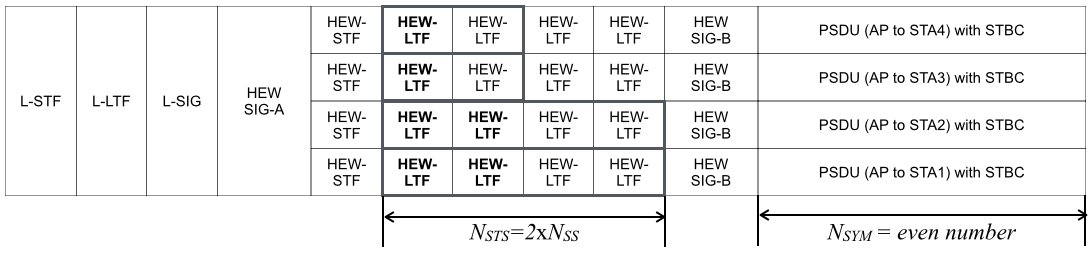 L-STF
L-LTF
L-SIG
HEW
SIG-A
HEW-
STF
HEW-
LTF
HEW-
LTF
HEW-
LTF
HEW-
LTF
HEW
SIG-B
PSDU (AP to STA4) with STBC
HEW-
STF
HEW-
LTF
HEW-
LTF
HEW-
LTF
HEW-
LTF
HEW
SIG-B
PSDU (AP to STA3) with STBC
HEW-
STF
HEW-
LTF
HEW-
LTF
HEW-
LTF
HEW-
LTF
HEW
SIG-B
PSDU (AP to STA2) with STBC
HEW-
STF
HEW-
LTF
HEW-
LTF
HEW-
LTF
HEW-
LTF
HEW
SIG-B
PSDU (AP to STA1) with STBC
NSTS=2xNSS
NSYM = even number